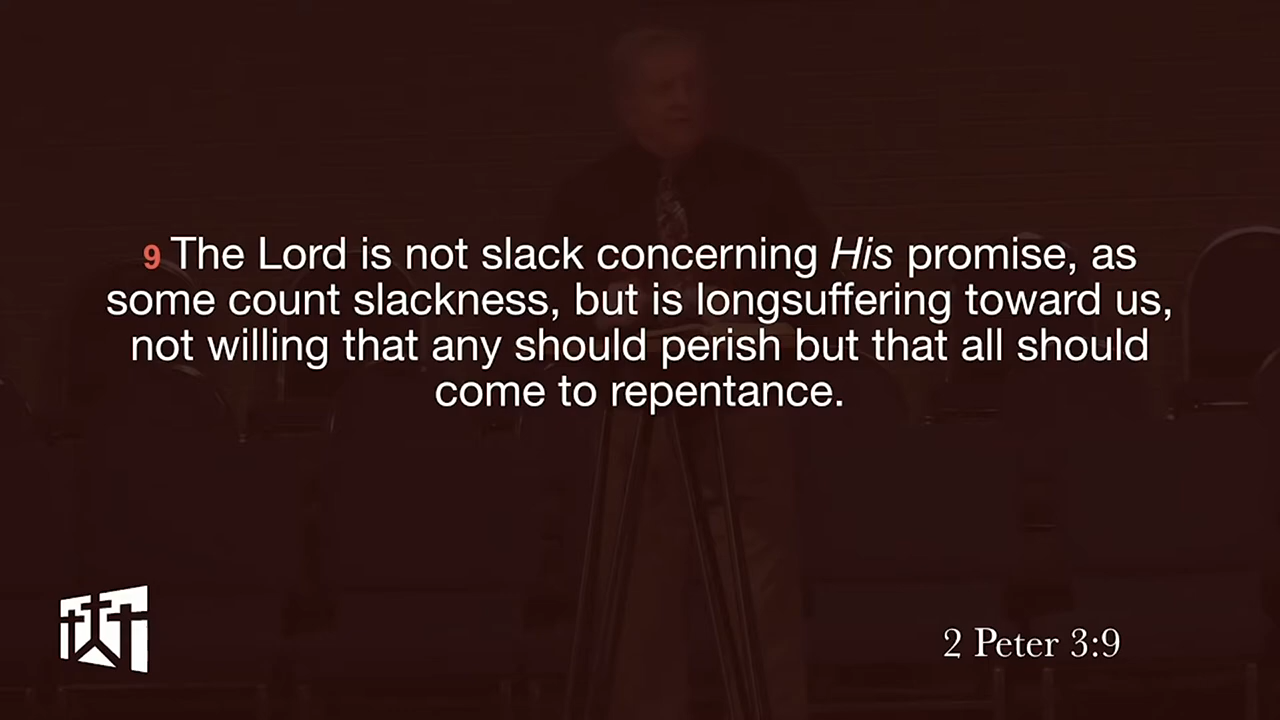 9 The Lord is not slack concerning His promise, as
some count slackness, but is longsuffering toward us,
not willing that any should perish but that all should
come to repentance.
2 Peter 3:9